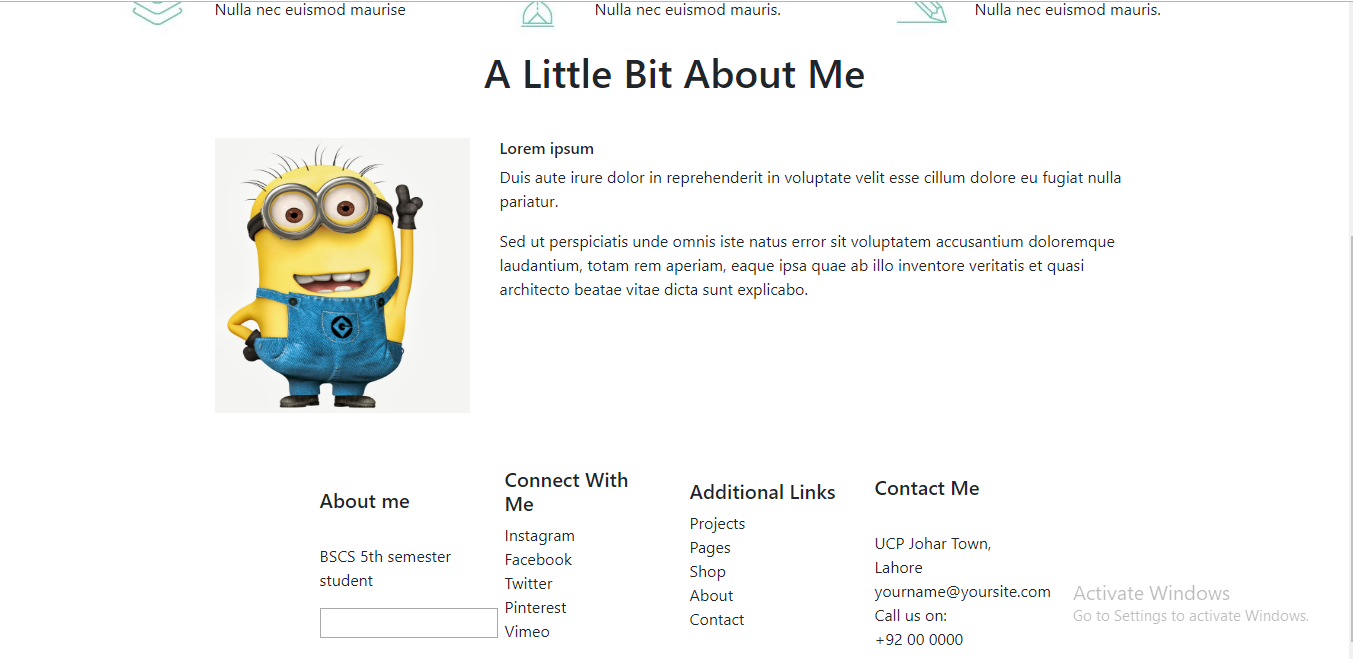 Nulla nec euismod maurise
Nulla nec euismod mauris.
Nulla nec euismod mauris.
A Little Bit About Me
Lorem ipsum
Duis aute irure dolor in reprehenderit in voluptate velit esse cillum dolore eu fugiat nulla
pariatur.
Sed ut perspiciatis unde omnis iste natus error sit voluptatem accusantium doloremque
laudantium, totam rem aperiam, eaque ipsa quae ab illo inventore veritatis et quasi
architecto beatae vitae dicta sunt explicabo.
About me
BSCS 5th semester
student
Connect With
Me
Instagram
Facebook
Twitter
Pinterest
Vimeo
Additional Links
Projects
Pages
Shop
About
Contact
Contact Me
UCP Johar Town,
Lahore
yourname@yoursite.com
Call us on:
+92 00 0000
Activate Windows
Go to Settings to activate Windows.